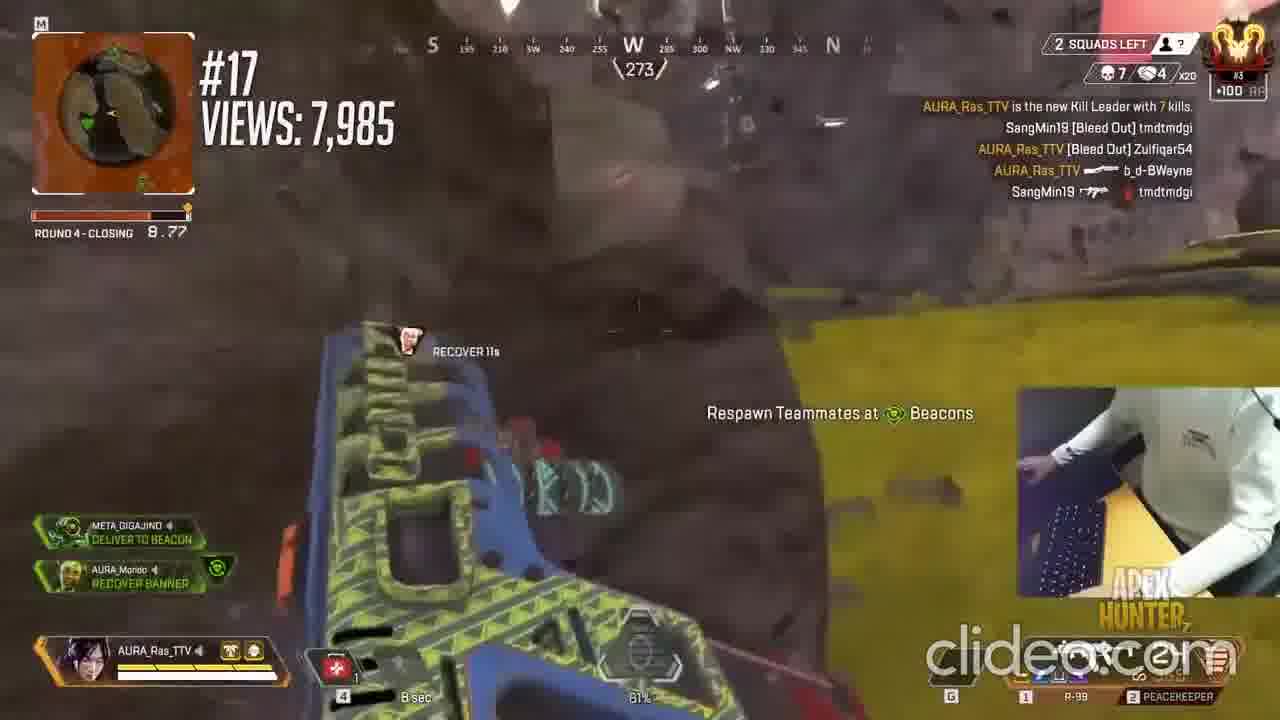 M
#17
VIEWS: 7,985
S 195 210 SW 240 255 W 285 300 NW 330 345 N
273
2 SQUADS LEFT ?
7 4 x20
#3
+100 RP
AURA_Ras_TTV is the new Kill Leader with 7 kills.
SangMin19 [Bleed Out] tmdtmdgi
AURA_Ras_TTV [Bleed Out] Zulfiqar54
AURA_Ras_TTV b_d-BWayne
SangMin19 tmdtmdgi
ROUND 4 - CLOSING 8.77
RECOVER 11s
Respawn Teammates at Beacons
META_GIGAJINO
DELIVER TO BEACON
AURA_Mondo
RECOVER BANNER
AURA_Ras_TTV
1
4
8 sec
61%
APEX
HUNTER
clideo.com
G
1 R-99
2 PEACEKEEPER